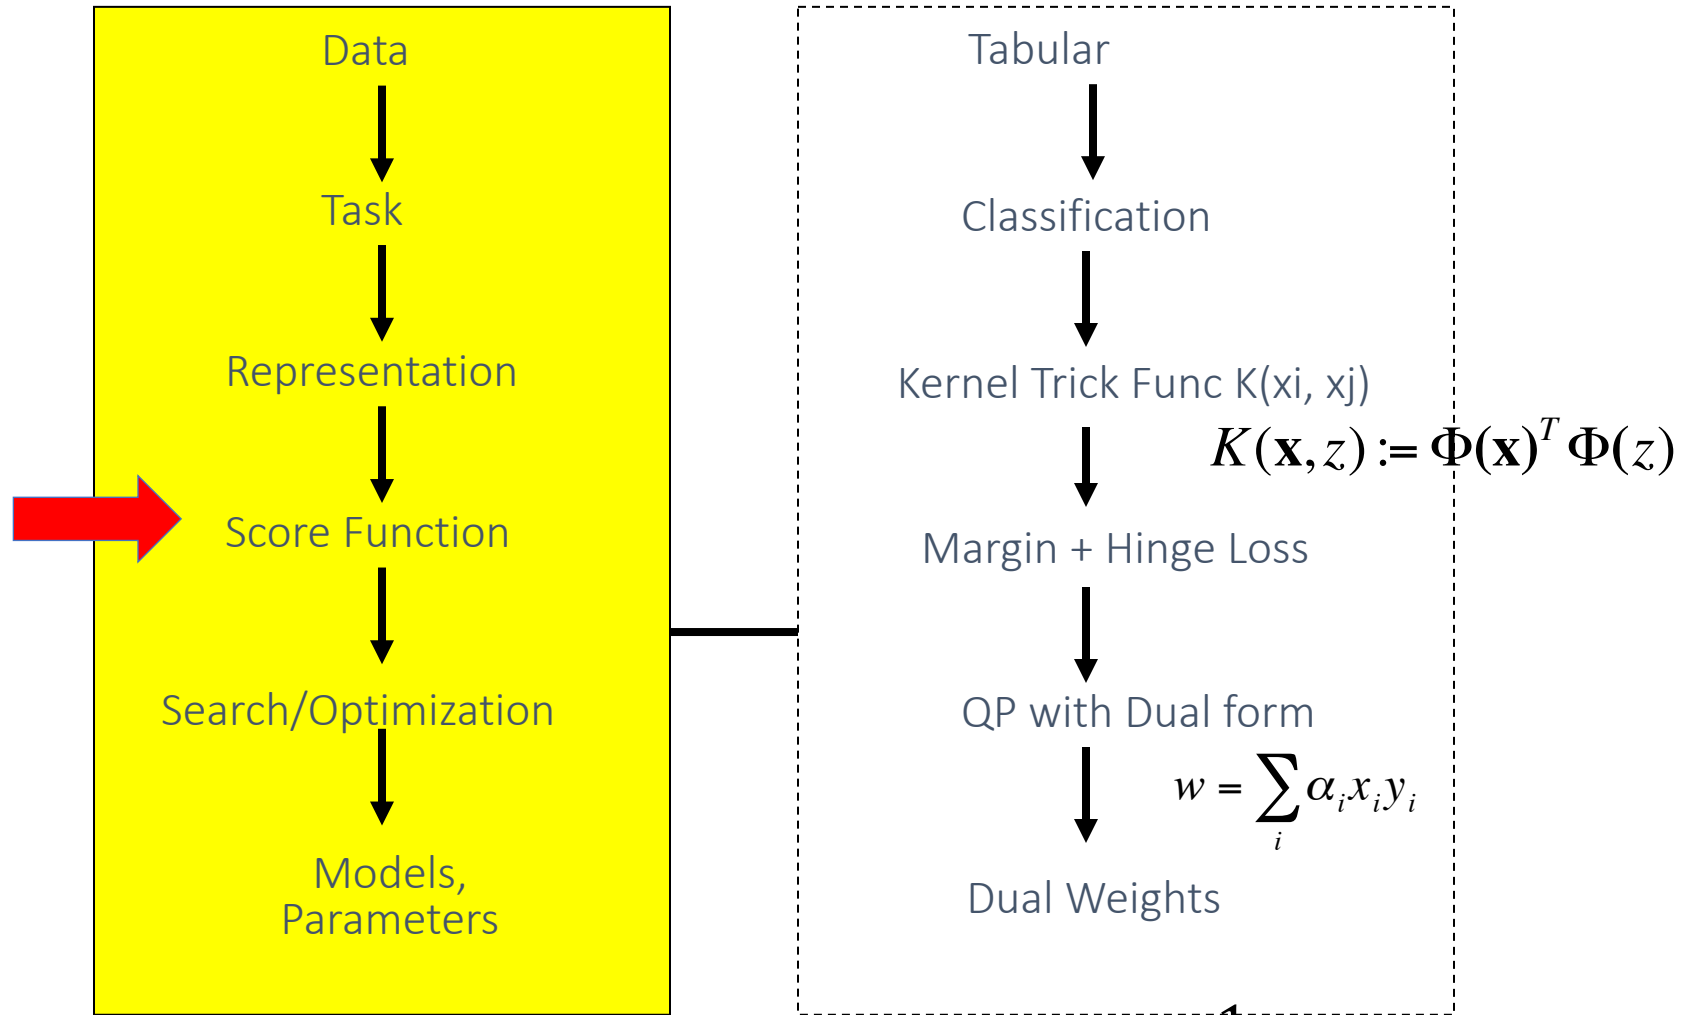 Data
Task
Representation
Score Function
Search/Optimization
Models,
Parameters
Tabular
Classification
Kernel Trick Func K(xi, xj)
K(x, z) := Φ(x)^T Φ(z)
Margin + Hinge Loss
QP with Dual form
w = ∑_i α_i x_i y_i
Dual Weights